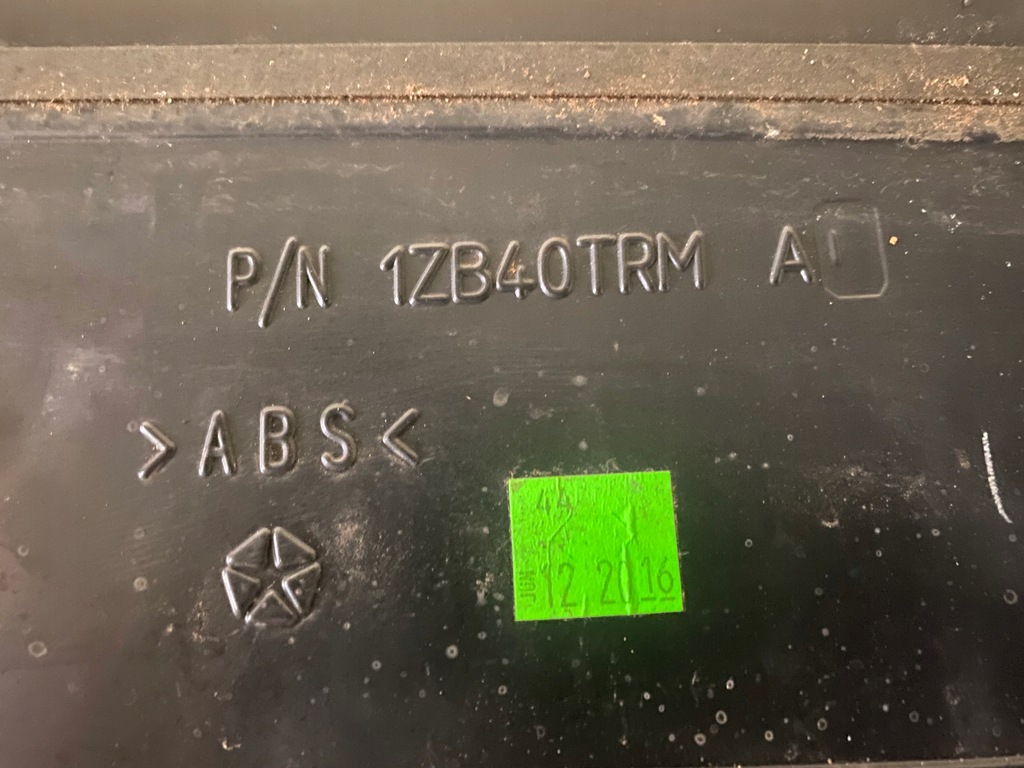 P/N 1ZB40TRM A
>ABS<
44
JUN 12 2016